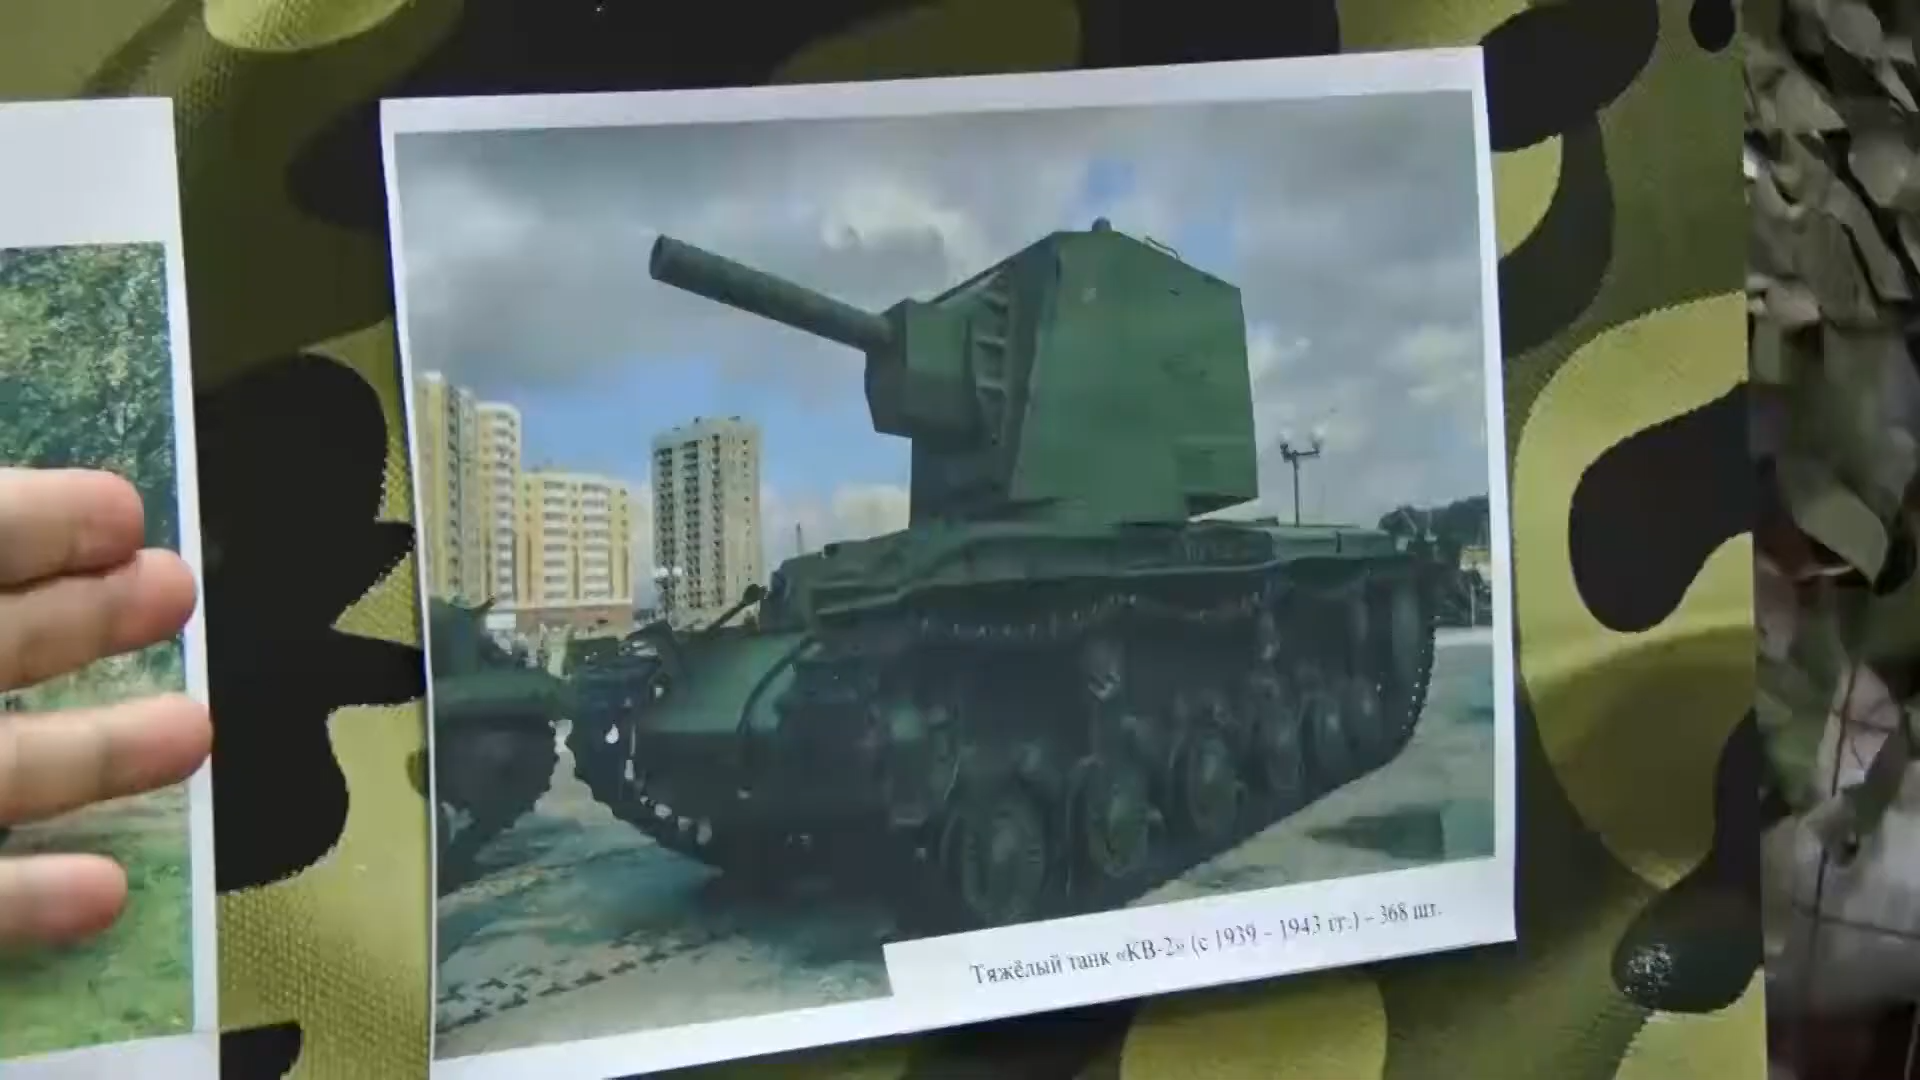 Тяжёлый танк «КВ-2» (с 1939 - 1943 гг.) – 368 шт.